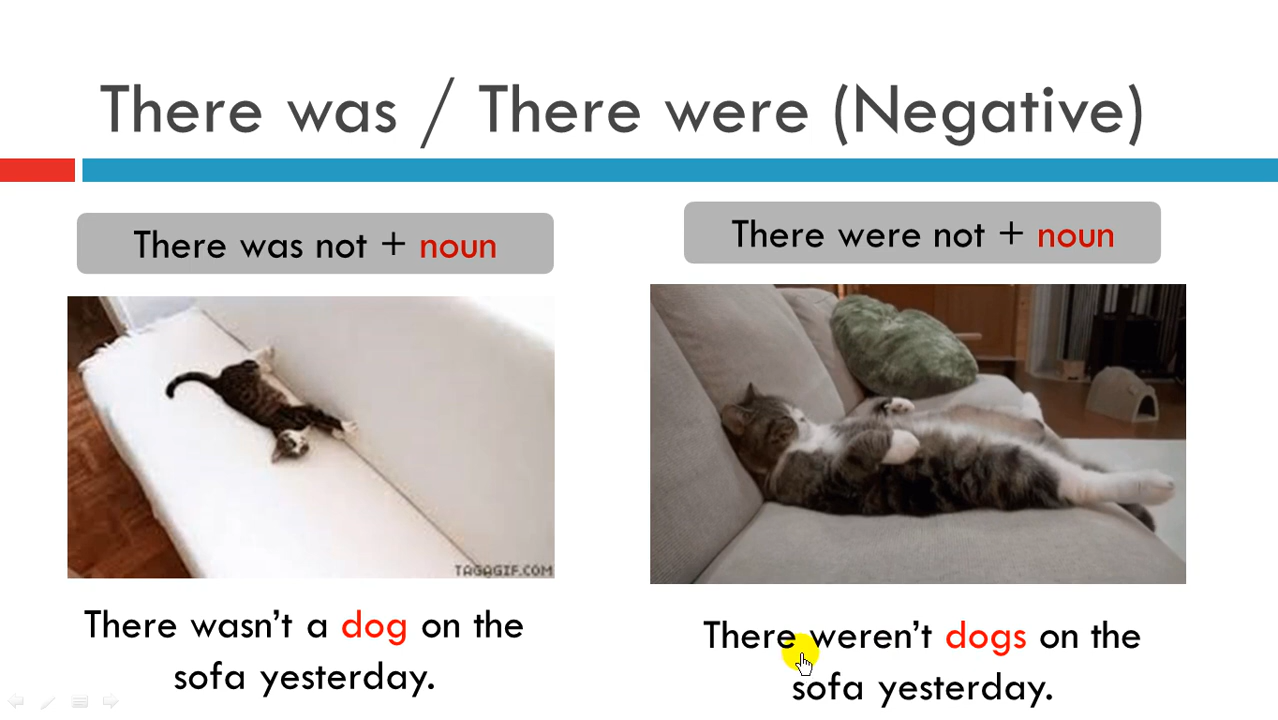 There was / There were (Negative)
There was not + noun
There were not + noun
TAGAGIF.COM
There wasn't a dog on the
sofa yesterday.
There weren't dogs on the
sofa yesterday.